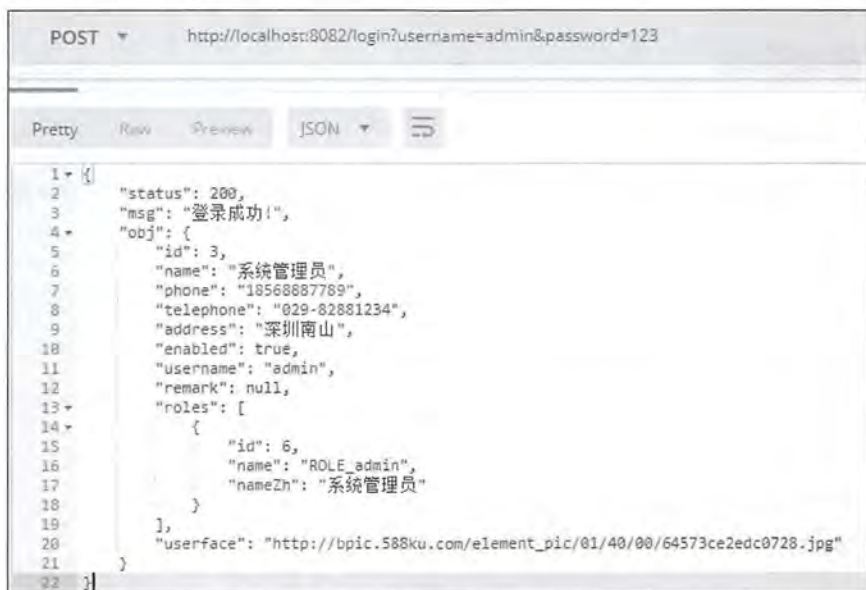 POST http://localhost:8082/login?username=admin&password=123
Pretty Raw Preview JSON
1 {
2 "status": 200,
3 "msg": "登录成功!",
4 "obj": {
5 "id": 3,
6 "name": "系统管理员",
7 "phone": "18568887789",
8 "telephone": "029-82881234",
9 "address": "深圳南山",
10 "enabled": true,
11 "username": "admin",
12 "remark": null,
13 "roles": [
14 {
15 "id": 6,
16 "name": "ROLE_admin",
17 "nameZh": "系统管理员"
18 }
19 ],
20 "userface": "http://bpic.588ku.com/element_pic/01/40/00/64573ce2edc0728.jpg"
21 }
22 }